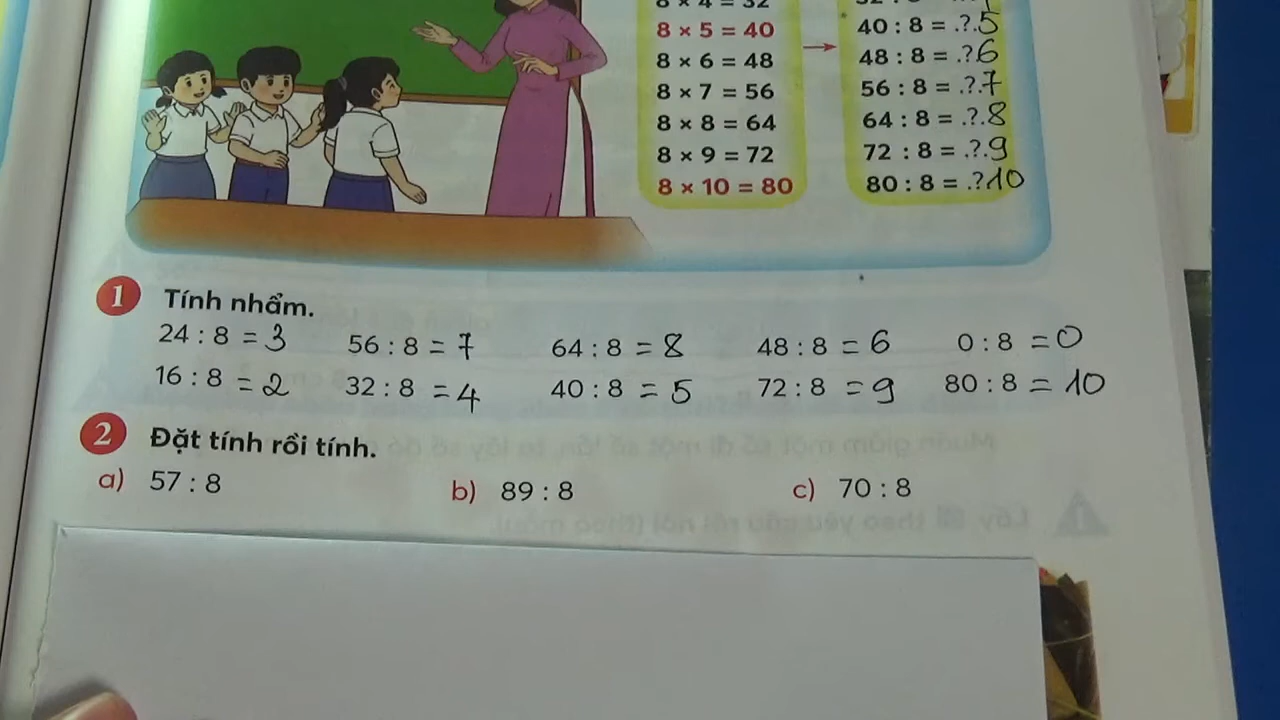 8 × 4 = 32
8 × 5 = 40
8 × 6 = 48
8 × 7 = 56
8 × 8 = 64
8 × 9 = 72
8 × 10 = 80
40 : 8 = .?.5
48 : 8 = .?6
56 : 8 = .?.7
64 : 8 = .?.8
72 : 8 = .?.9
80 : 8 = .?10
1 Tính nhẩm.
24 : 8 = 3 56 : 8 = 7 64 : 8 = 8 48 : 8 = 6 0 : 8 = 0
16 : 8 = 2 32 : 8 = 4 40 : 8 = 5 72 : 8 = 9 80 : 8 = 10
2 Đặt tính rồi tính.
a) 57 : 8 b) 89 : 8 c) 70 : 8